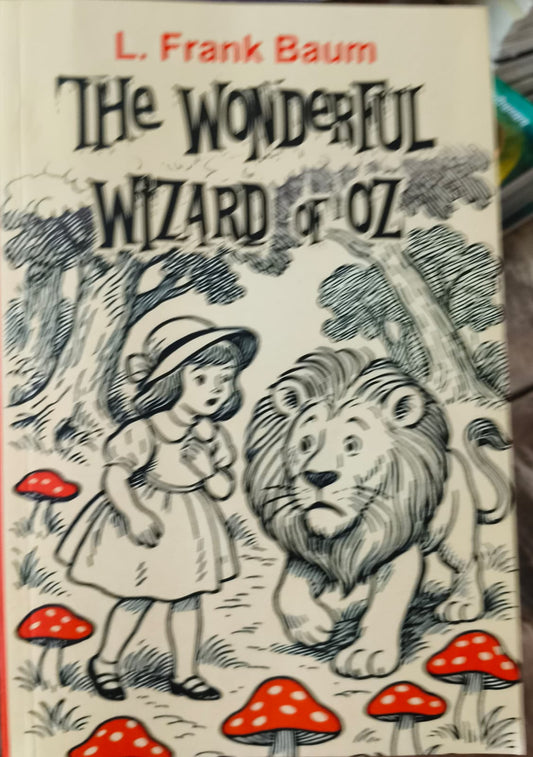 L. Frank Baum
THe WONDeRFUL
WIZARD OF OZ